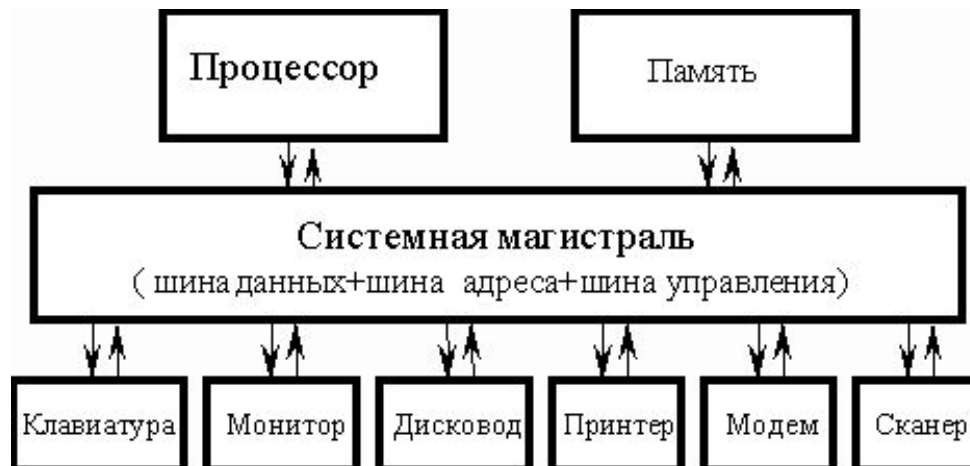 Процессор
Память
Системная магистраль
( шина данных+шина адреса+шина управления)
Клавиатура
Монитор
Дисковод
Принтер
Модем
Сканер